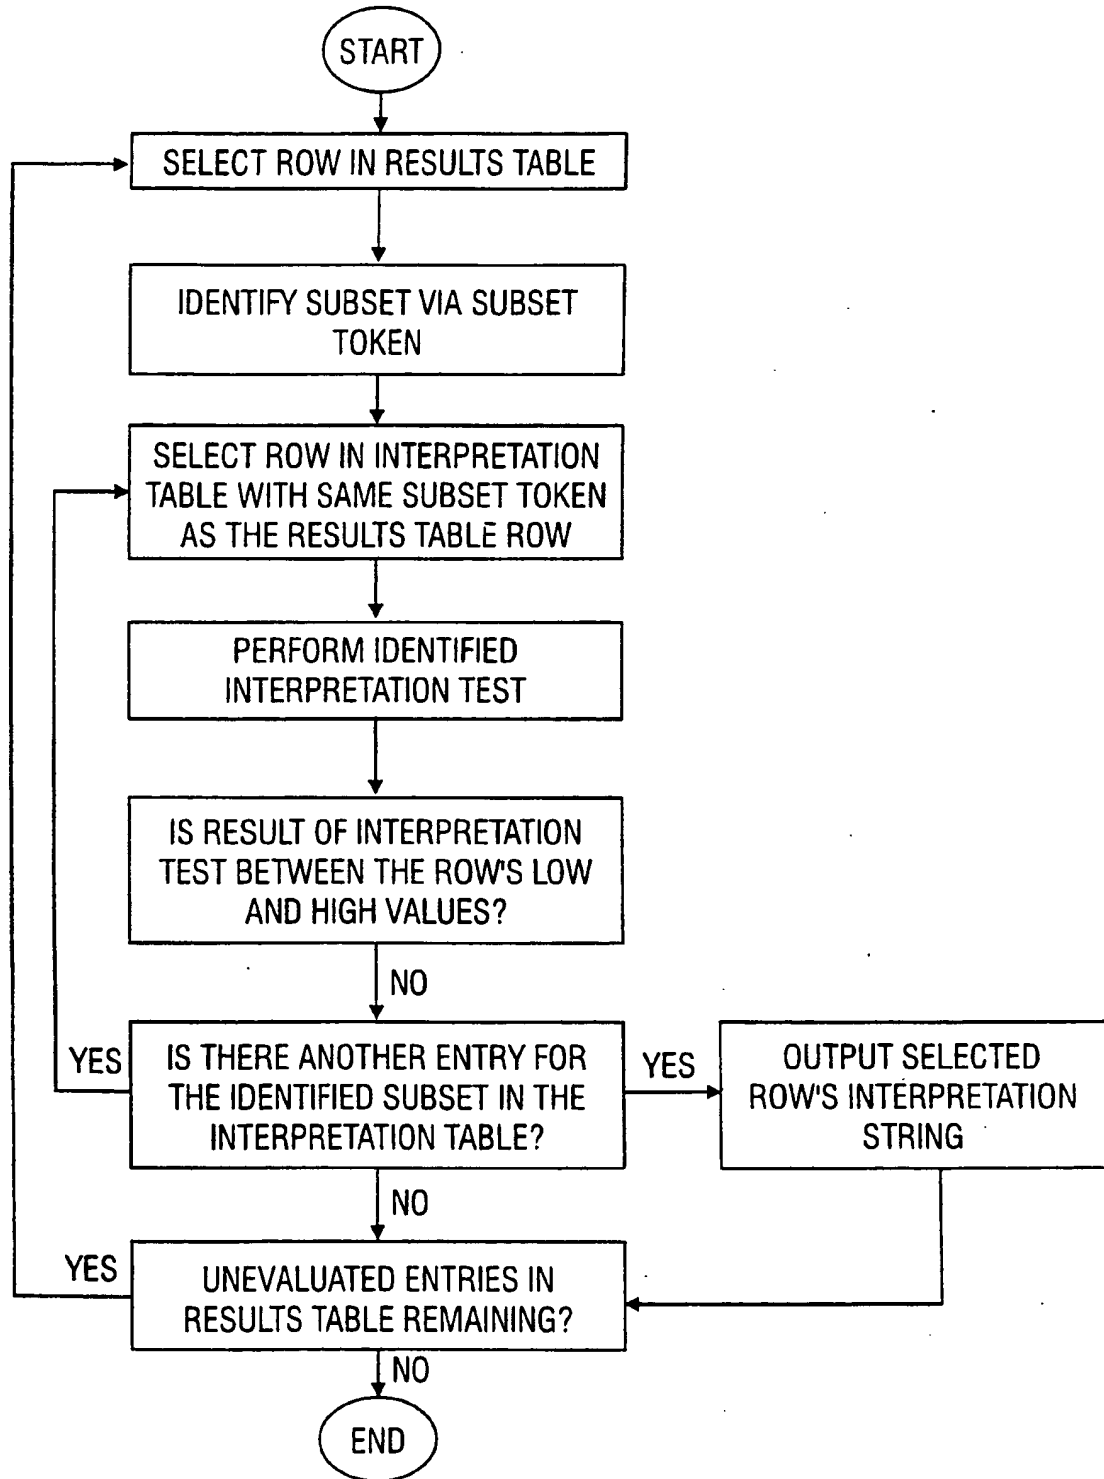 START
SELECT ROW IN RESULTS TABLE
IDENTIFY SUBSET VIA SUBSET
TOKEN
SELECT ROW IN INTERPRETATION
TABLE WITH SAME SUBSET TOKEN
AS THE RESULTS TABLE ROW
PERFORM IDENTIFIED
INTERPRETATION TEST
IS RESULT OF INTERPRETATION
TEST BETWEEN THE ROW'S LOW
AND HIGH VALUES?
NO
YES
IS THERE ANOTHER ENTRY FOR
THE IDENTIFIED SUBSET IN THE
INTERPRETATION TABLE?
YES
OUTPUT SELECTED
ROW'S INTERPRETATION
STRING
NO
YES
UNEVALUATED ENTRIES IN
RESULTS TABLE REMAINING?
NO
END